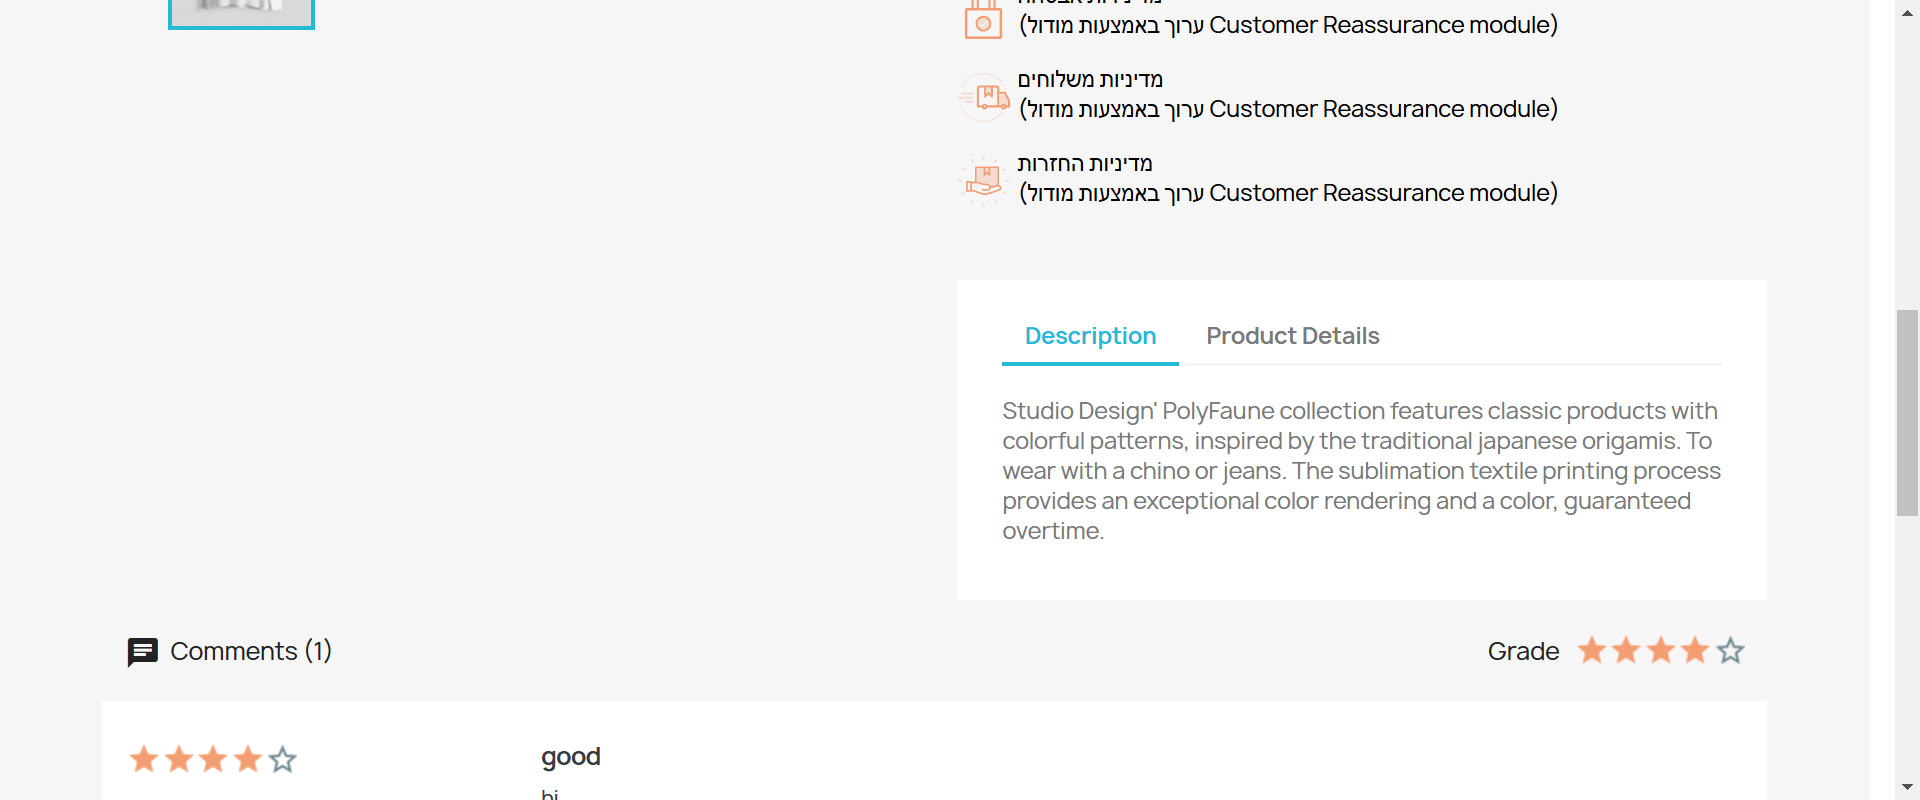 (ערוך באמצעות מודול Customer Reassurance module)
מדיניות משלוחים
(ערוך באמצעות מודול Customer Reassurance module)
מדיניות החזרות
(ערוך באמצעות מודול Customer Reassurance module)
Description Product Details
Studio Design' PolyFaune collection features classic products with
colorful patterns, inspired by the traditional japanese origamis. To
wear with a chino or jeans. The sublimation textile printing process
provides an exceptional color rendering and a color, guaranteed
overtime.
Comments (1) Grade
good